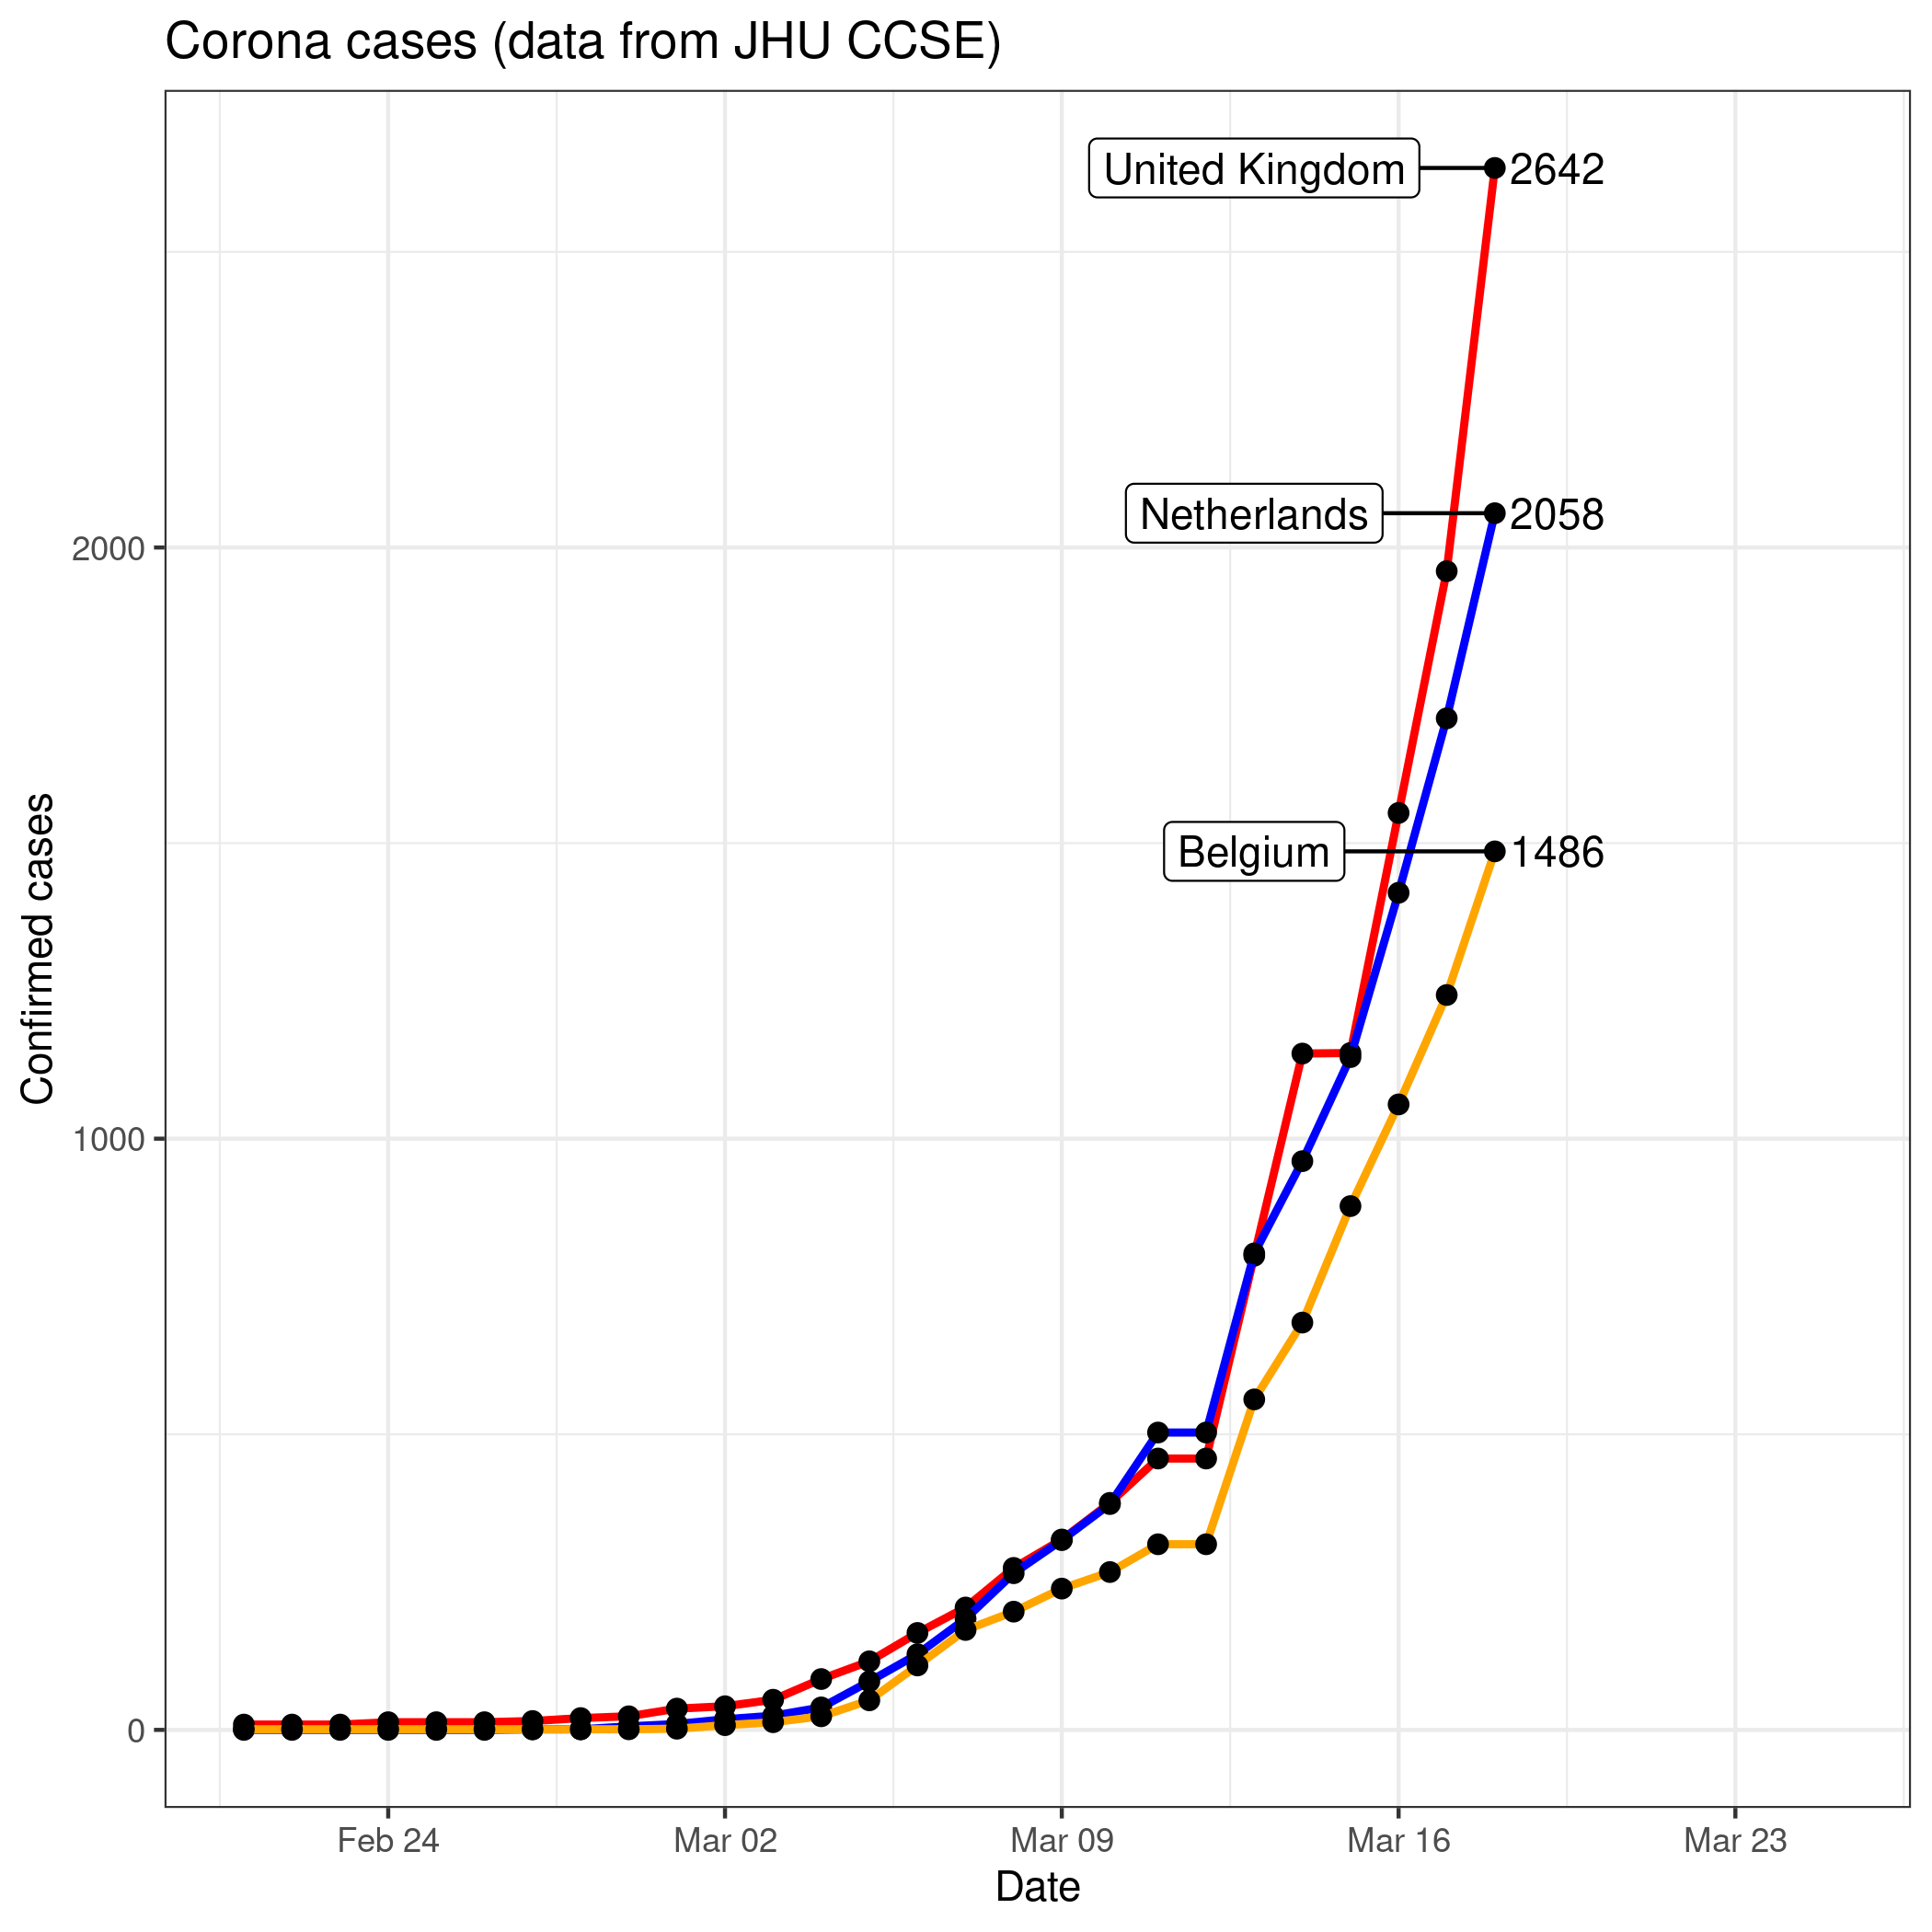 Corona cases (data from JHU CCSE)
United Kingdom 2642
Netherlands 2058
2000
Belgium 1486
Confirmed cases
1000
0
Feb 24 Mar 02 Mar 09 Mar 16 Mar 23
Date